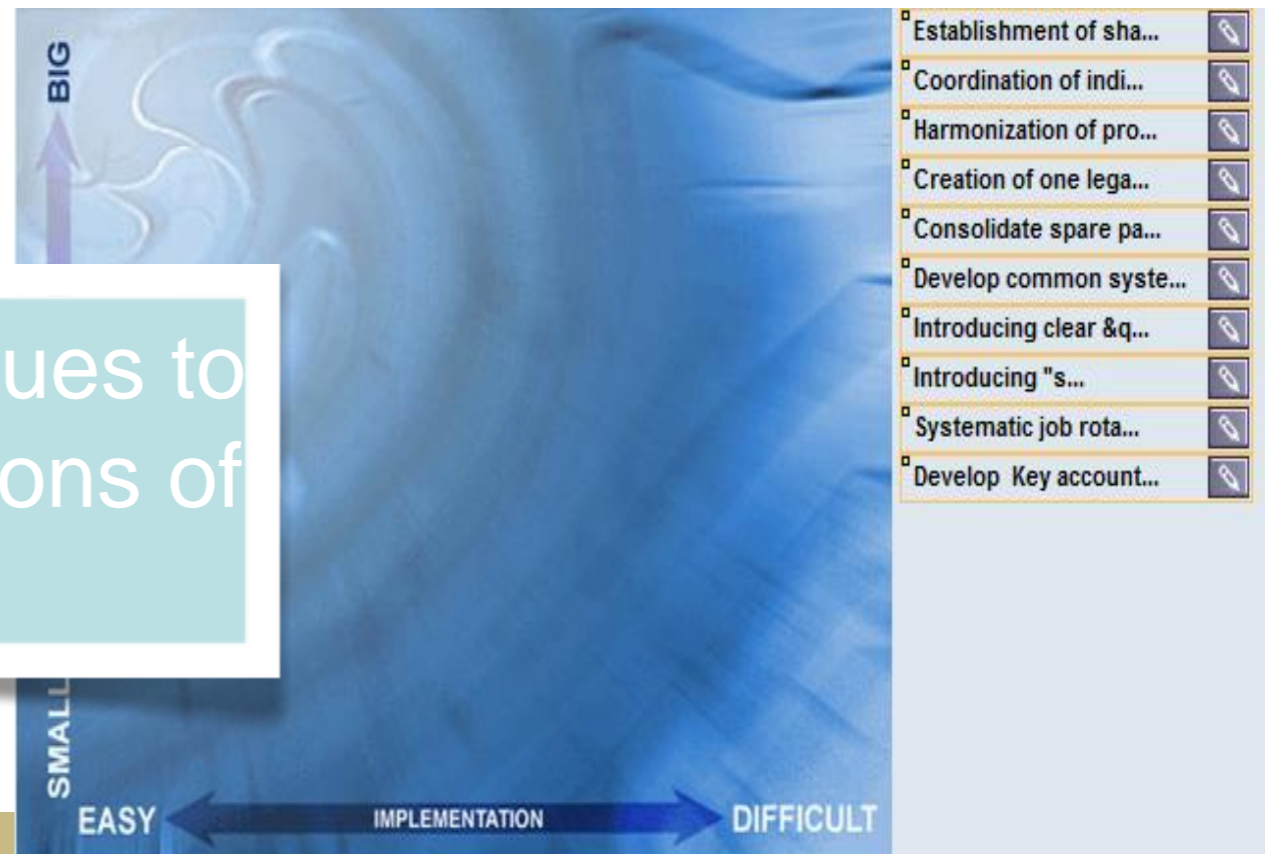 BIG
ues to
ons of
SMALL
EASY
IMPLEMENTATION
DIFFICULT
Establishment of sha...
Coordination of indi...
Harmonization of pro...
Creation of one lega...
Consolidate spare pa...
Develop common syste...
Introducing clear &q...
Introducing "s...
Systematic job rota...
Develop Key account...